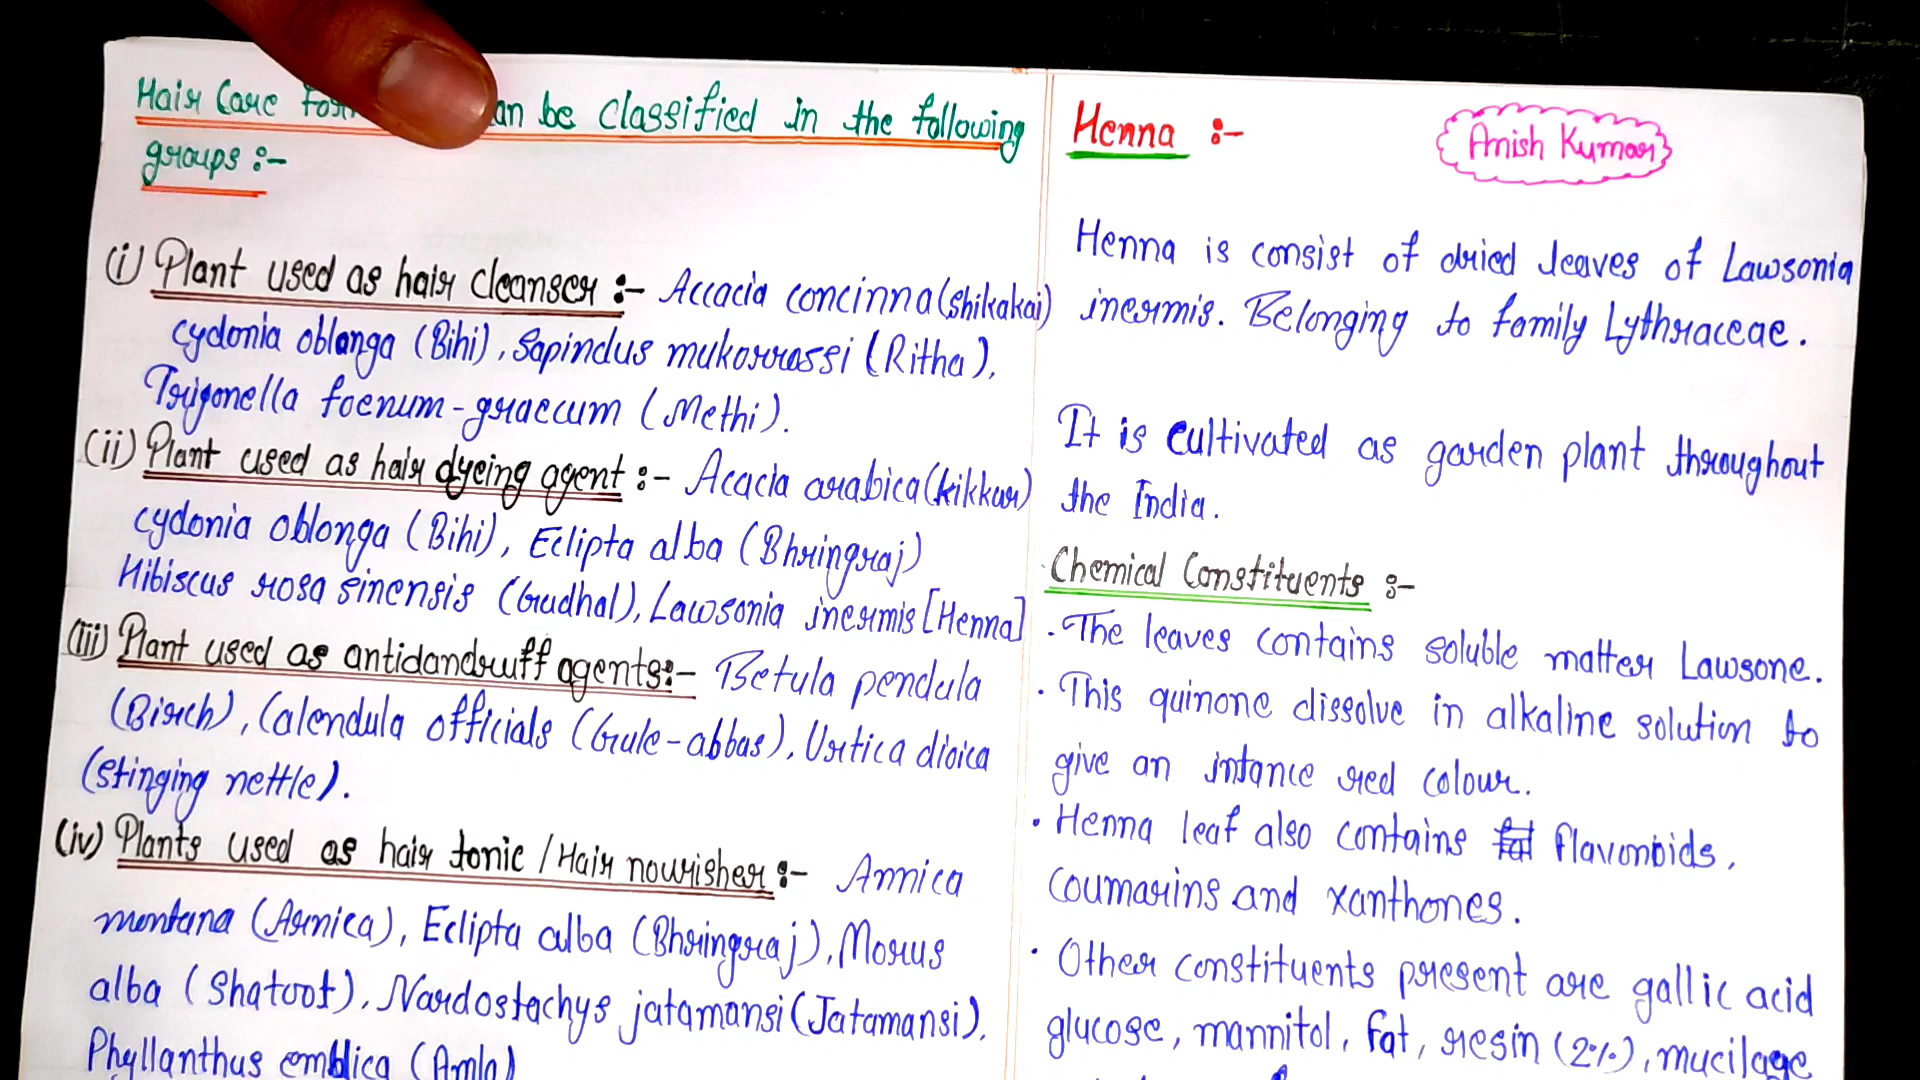 Hair Care can be classified in the following
groups :-
(i) Plant used as hair cleanser :- Accacia concinna (shikakai)
cydonia oblonga (Bihi), Sapindus mukorrassi (Ritha),
Trigonella foenum-graecum (Methi).
(ii) Plant used as hair dyeing agent :- Acacia arabica (kikkar)
cydonia oblonga (Bihi), Eclipta alba (Bhringraj)
Hibiscus rosa sinensis (Gudhal), Lawsonia inermis [Henna]
(iii) Plant used as antidandruff agents :- Betula pendula
(Birch), Calendula officials (Gule-abbas), Urtica dioica
(stinging nettle).
(iv) Plants used as hair tonic / Hair nourisher :- Arnica
montana (Arnica), Eclipta alba (Bhringraj), Morus
alba (Shatoot), Nardostachys jatamansi (Jatamansi).
Phyllanthus emblica (Amla)
Henna :-
Amish Kumar
Henna is consist of dried leaves of Lawsonia
inermis. Belonging to family Lythraceae.
It is cultivated as garden plant throughout
the India.
Chemical Constituents :-
· The leaves contains soluble matter Lawsone.
· This quinone dissolve in alkaline solution to
give an intance red colour.
· Henna leaf also contains flavonoids,
coumarins and xanthones.
· Other constituents present are gallic acid
glucose, mannitol, fat, resin (2%), mucilage